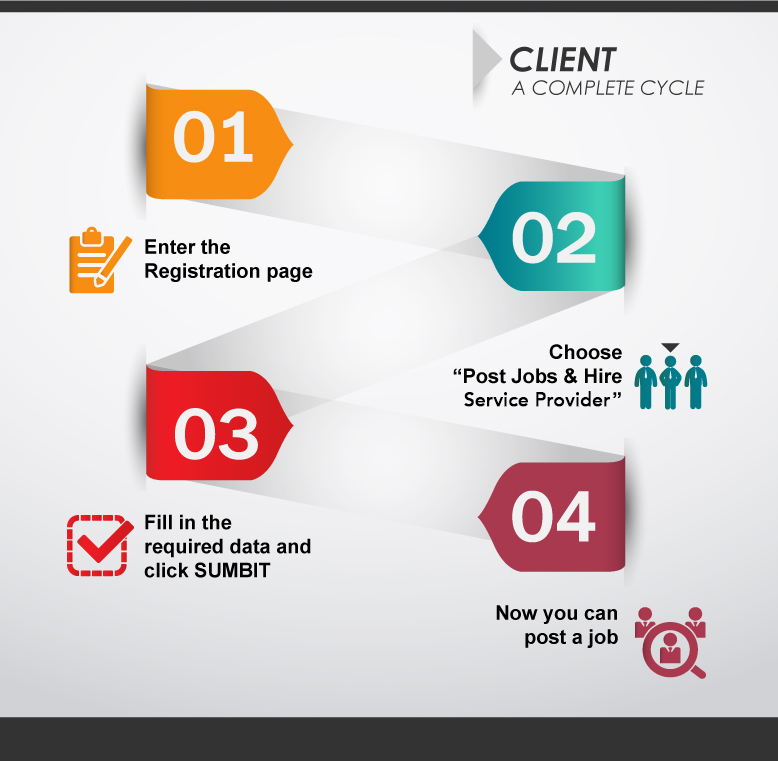 CLIENT
A COMPLETE CYCLE
01
Enter the
Registration page
02
Choose
“Post Jobs & Hire
Service Provider”
03
Fill in the
required data and
click SUMBIT
04
Now you can
post a job